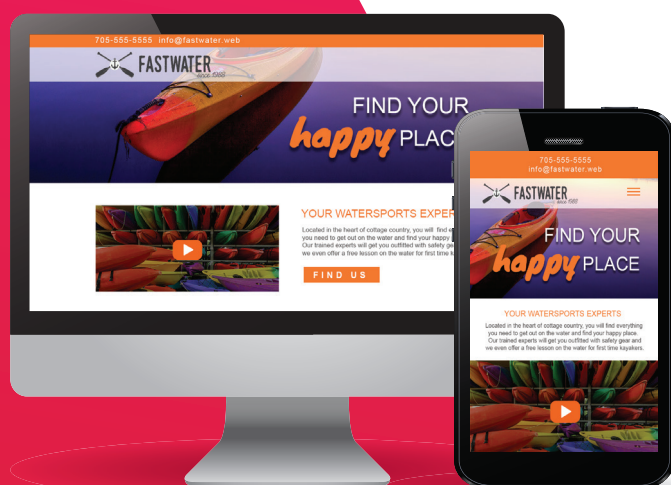 705-555-5555 info@fastwater.web
FASTWATER
since 1988
FIND YOUR
happy PLAC
YOUR WATERSPORTS EXPER
Located in the heart of cottage country, you will find e
you need to get out on the water and find your happy
Our trained experts will get you outfitted with safety ge
we even offer a free lesson on the water for first time k
FIND US
705-555-5555
info@fastwater.web
FASTWATER
FIND YOUR
happy PLACE
YOUR WATERSPORTS EXPERTS
Located in the heart of cottage country, you will find everything
you need to get out on the water and find your happy place.
Our trained experts will get you outfitted with safety gear and
we even offer a free lesson on the water for first time kayakers.